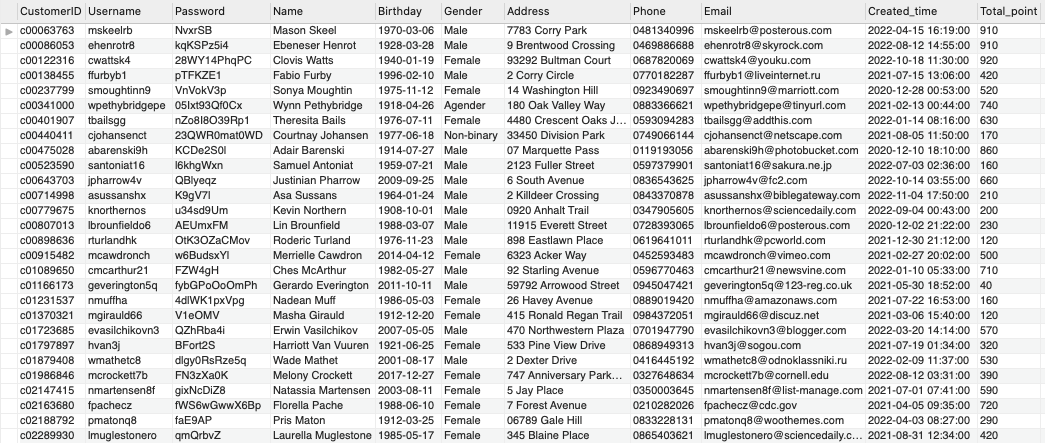 CustomerID Username Password Name Birthday Gender Address Phone Email Created_time Total_point
c00063763 mskeelrb NvxrSB Mason Skeel 1970-03-06 Male 7783 Corry Park 0481340996 mskeelrb@posterous.com 2022-04-15 16:19:00 910
c00086053 ehenrotr8 kqKSPz5i4 Ebeneser Henrot 1928-03-28 Male 9 Brentwood Crossing 0469886688 ehenrotr8@skyrock.com 2022-08-12 14:55:00 910
c00122316 cwattsk4 28WY14PhqPC Clovis Watts 1940-01-19 Female 93292 Bultman Court 0687820069 cwattsk4@youku.com 2022-10-18 11:30:00 920
c00138455 ffurbyb1 pTFKZE1 Fabio Furby 1996-02-10 Male 2 Corry Circle 0770182287 ffurbyb1@liveinternet.ru 2021-07-15 13:06:00 420
c00237799 smoughtinn9 VnVokV3p Sonya Moughtin 1975-11-12 Female 14 Washington Hill 0923490697 smoughtinn9@marriott.com 2020-12-28 00:53:00 520
c00341000 wpethybridgepe 05Ixt93Qf0Cx Wynn Pethybridge 1918-04-26 Agender 180 Oak Valley Way 0883366621 wpethybridgepe@tinyurl.com 2021-02-13 00:44:00 740
c00401907 tbailsgg nZo8I8O39Rp1 Theresita Bails 1976-07-11 Female 4480 Crescent Oaks J... 0593094283 tbailsgg@addthis.com 2022-01-14 08:16:00 630
c00440411 cjohansenct 23QWR0mat0WD Courtnay Johansen 1977-06-18 Non-binary 33450 Division Park 0749066144 cjohansenct@netscape.com 2021-08-05 11:50:00 170
c00475028 abarenski9h KCDe2S0l Adair Barenski 1914-07-27 Male 07 Marquette Pass 0119193056 abarenski9h@photobucket.com 2020-12-10 18:10:00 860
c00523590 santoniat16 l6khgWxn Samuel Antoniat 1959-07-21 Male 2123 Fuller Street 0597379901 santoniat16@sakura.ne.jp 2022-07-03 02:36:00 160
c00643703 jpharrow4v QBlyeqz Justinian Pharrow 2009-09-25 Male 6 South Avenue 0836543625 jpharrow4v@fc2.com 2020-10-14 23:55:00 660
c00714998 asussanshx K9gV7l Asa Sussans 1964-01-24 Male 2 Killdeer Crossing 0843370878 asussanshx@biblegateway.com 2022-11-04 17:50:00 210
c00779675 knorthernos u34sd9Um Kevin Northern 1908-10-01 Male 0920 Anhalt Trail 0347905605 knorthernos@sciencedaily.com 2022-09-04 00:43:00 200
c00807013 lbrounfieldo6 AEUmxFM Lin Brounfield 1988-03-07 Male 11915 Everett Street 0728393065 lbrounfieldo6@posterous.com 2020-12-02 21:22:00 230
c00898636 rturlandhk OtK3OZaCMov Roderic Turland 1976-11-23 Male 898 Eastlawn Place 0619641011 rturlandhk@pcworld.com 2021-12-30 21:12:00 120
c00915482 mcawdronch w6BudsxYl Merrielle Cawdron 2014-04-12 Female 6323 Acker Way 0452593483 mcawdronch@vimeo.com 2021-02-27 20:02:00 500
c01089650 cmcarthur21 FZW4gH Ches McArthur 1982-05-27 Male 92 Starling Avenue 0596770463 cmcarthur21@newsvine.com 2022-01-10 05:33:00 710
c01166173 geverington5q fybGPoOoOmPh Gerardo Everington 2011-10-11 Male 59792 Arrowood Street 0945047421 geverington5q@123-reg.co.uk 2021-05-30 18:52:00 40
c01231537 nmuffha 4dlWK1pxVpg Nadean Muff 1986-05-03 Female 26 Havey Avenue 0889019420 nmuffha@amazonaws.com 2021-07-22 16:53:00 160
c01370321 mgirauld66 V1eOMV Masha Girauld 1912-12-20 Female 415 Ronald Regan Trail 0984372051 mgirauld66@discuz.net 2021-03-06 15:40:00 120
c01723685 evasilchikovn3 QZhRba4i Erwin Vasilchikov 2007-05-05 Male 470 Northwestern Plaza 0701947790 evasilchikovn3@blogger.com 2022-03-20 14:14:00 570
c01797897 hvan3j BFort2S Harriott Van Vuuren 1921-06-25 Female 533 Pine View Drive 0868949313 hvan3j@sogou.com 2021-07-19 01:34:00 320
c01879408 wmathetc8 dlgy0RsRze5q Wade Mathet 2001-08-17 Male 2 Dexter Drive 0416445192 wmathetc8@odnoklassniki.ru 2022-02-09 11:37:00 530
c01986846 mcrockett7b FN3zXa0K Melony Crockett 2017-12-27 Female 747 Anniversary Park... 0327648634 mcrockett7b@cornell.edu 2022-08-12 03:31:00 390
c02147415 nmartensen8f gixNcDiZ8 Natassia Martensen 2003-08-11 Female 5 Jay Place 0350003645 nmartensen8f@list-manage.com 2021-07-01 07:41:00 590
c02163680 fpachecz fWS6wGwwX6Bp Florella Pache 1988-06-10 Female 7 Forest Avenue 0210282026 fpachecz@cdc.gov 2021-04-05 09:35:00 720
c02188792 pmatonq8 faE9AP Pris Maton 1912-03-25 Female 06789 Gale Hill 0833228131 pmatonq8@woothemes.com 2022-04-27 08:27:00 290
c02289930 lmuglestonero qmQrbvZ Laurella Muglestone 1985-05-17 Female 345 Blaine Place 0865403621 lmuglestonero@sciencedaily.c... 2021-08-31 12:34:00 420